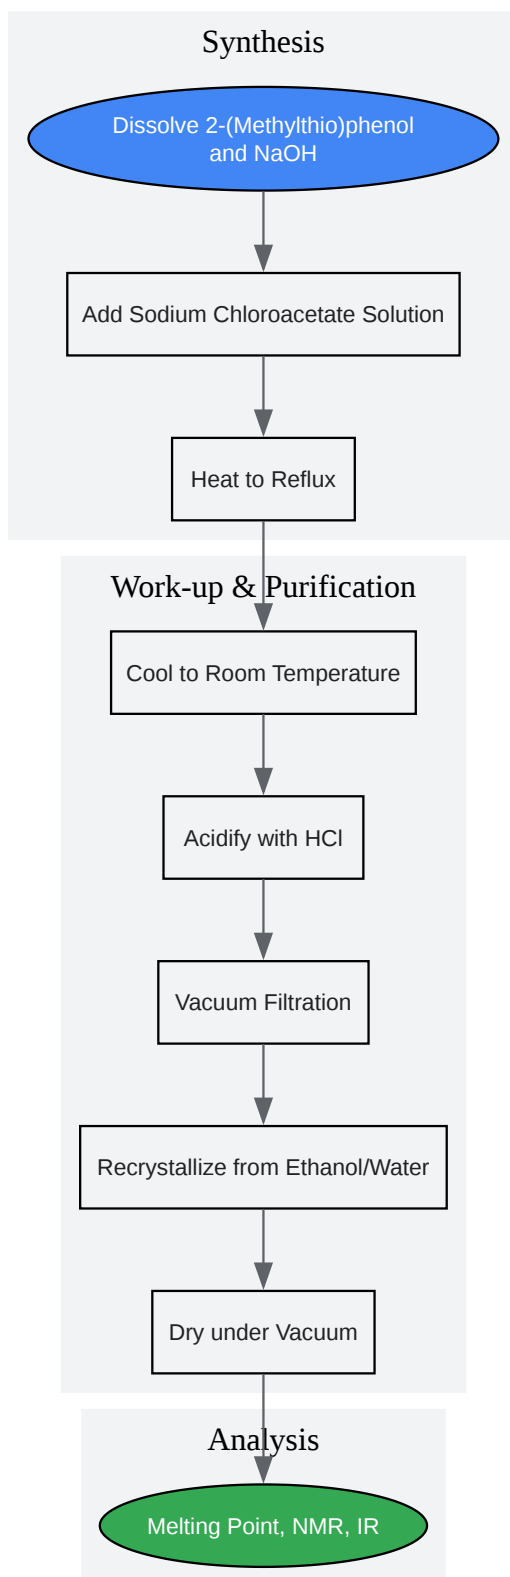 Synthesis
Dissolve 2-(Methylthio)phenol
and NaOH
Add Sodium Chloroacetate Solution
Heat to Reflux
Work-up & Purification
Cool to Room Temperature
Acidify with HCl
Vacuum Filtration
Recrystallize from Ethanol/Water
Dry under Vacuum
Analysis
Melting Point, NMR, IR